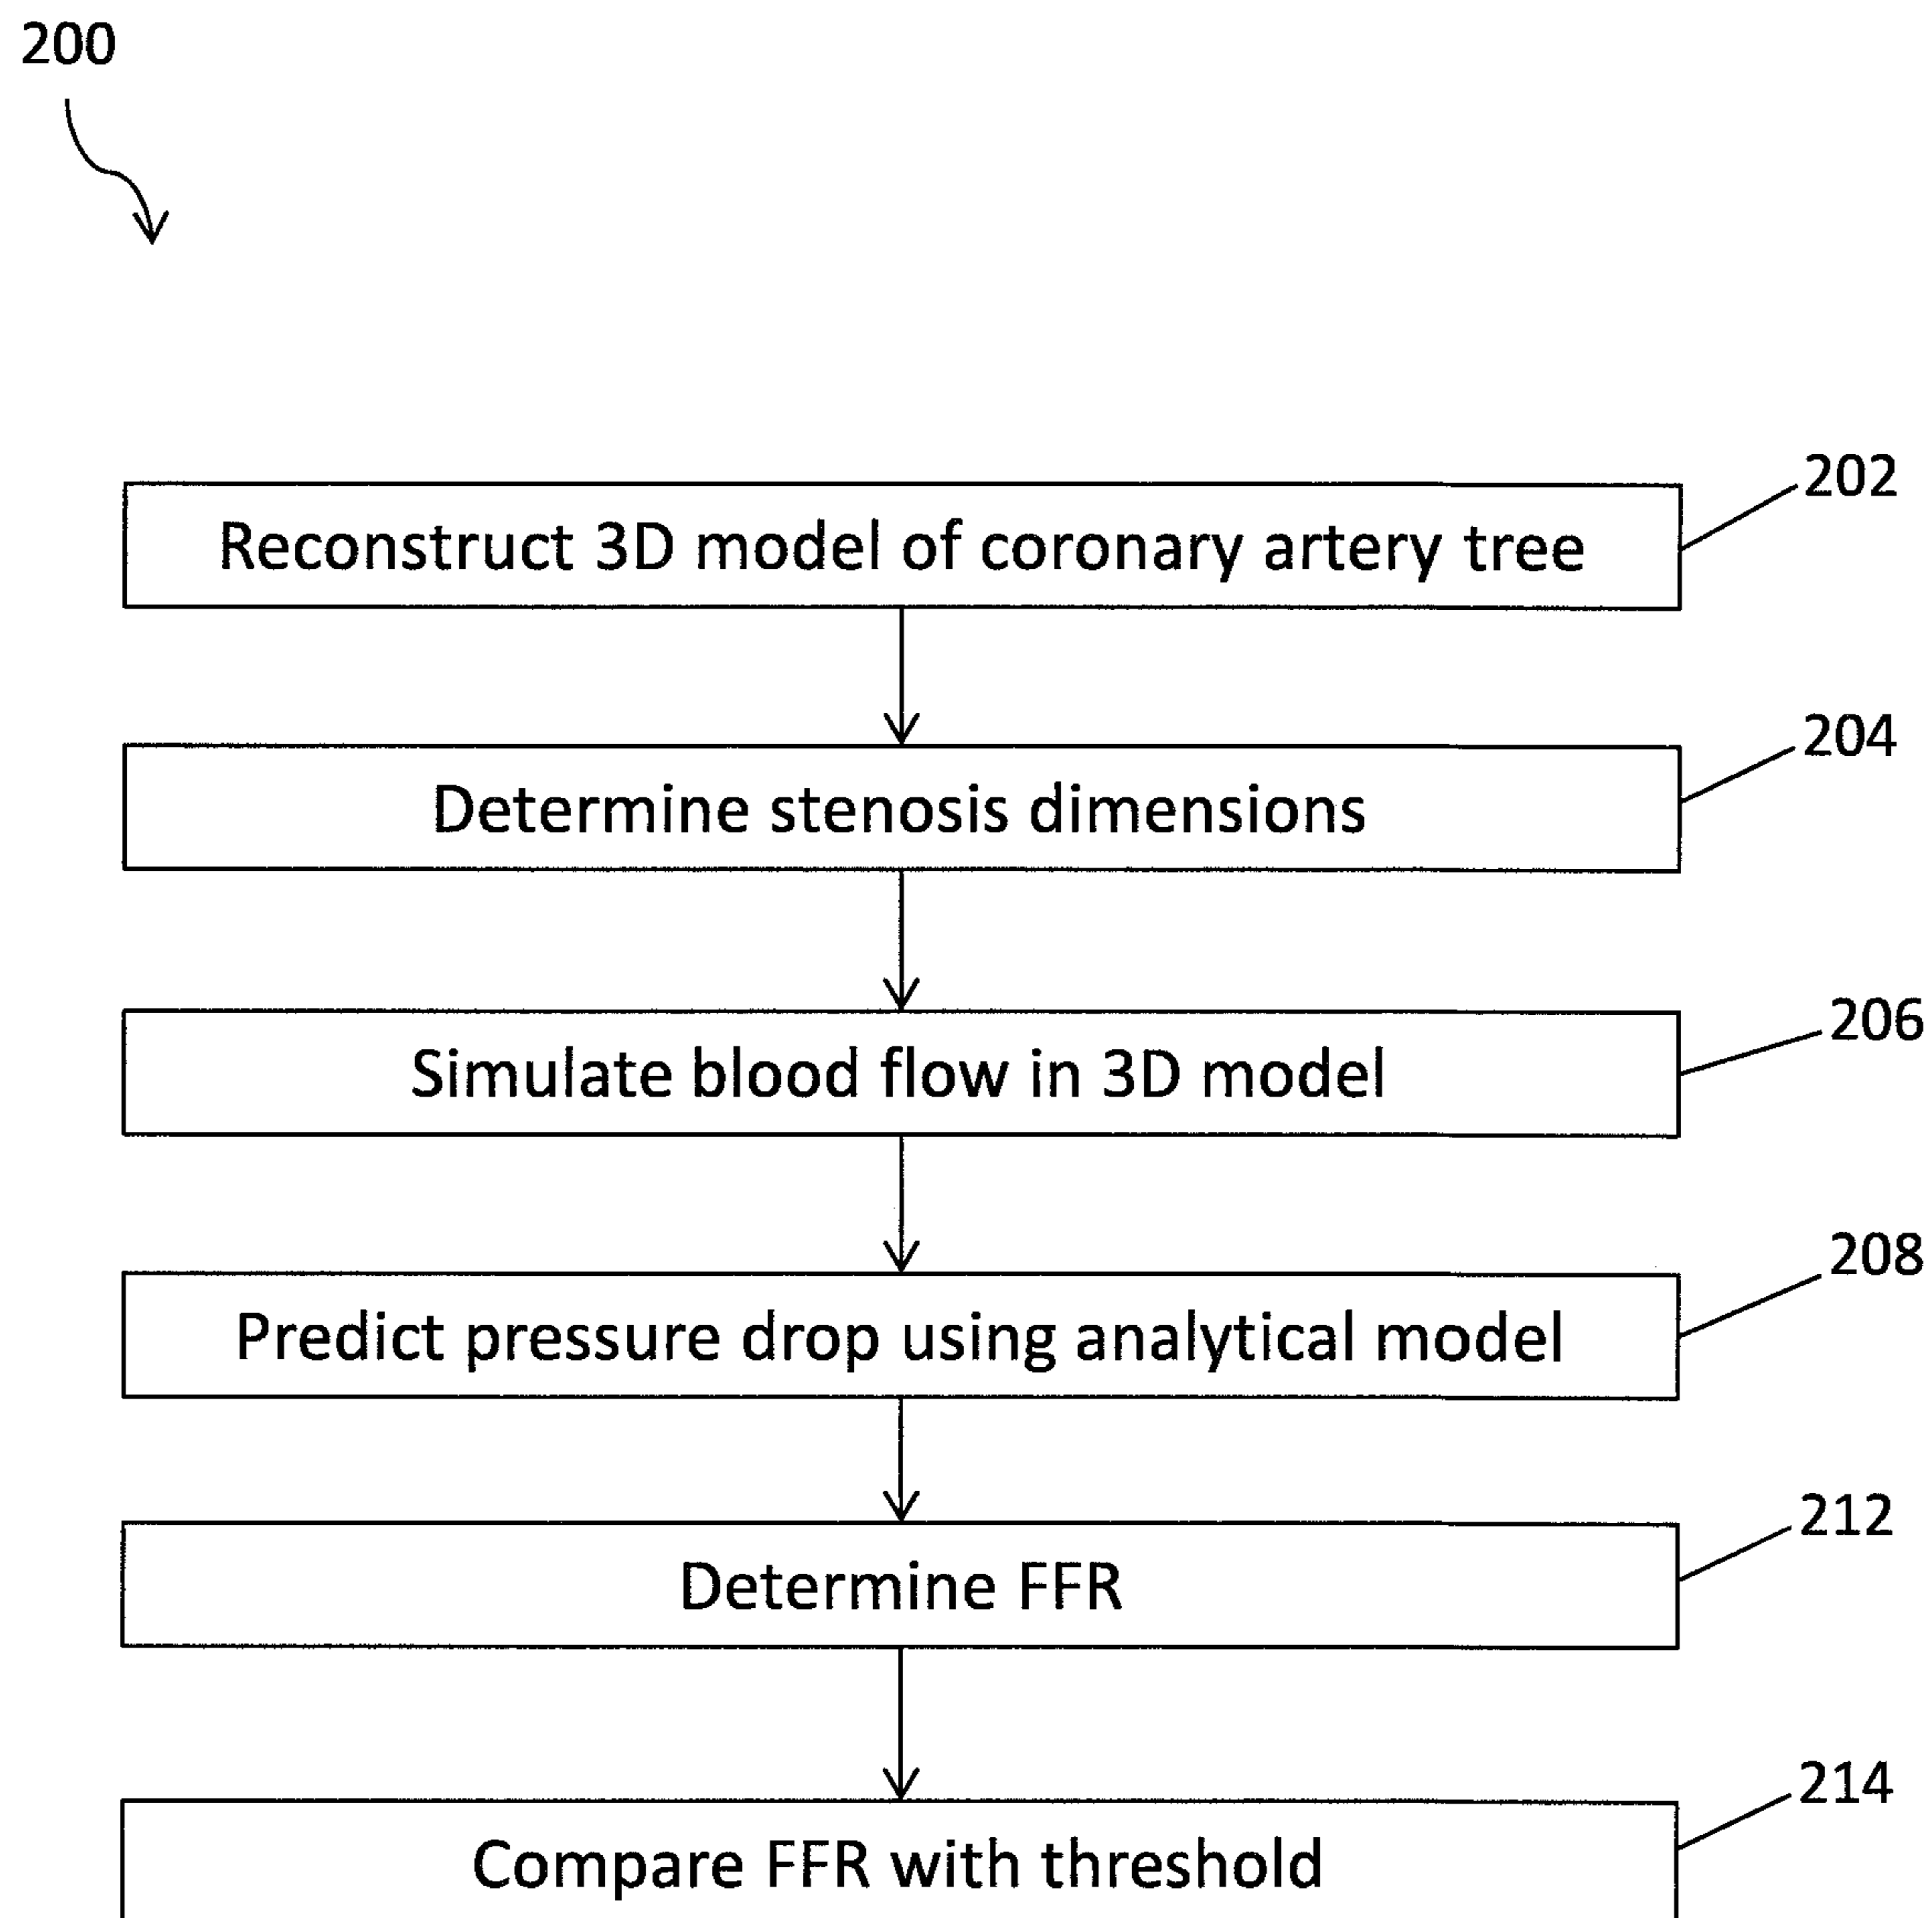 200
Reconstruct 3D model of coronary artery tree
202
Determine stenosis dimensions
204
Simulate blood flow in 3D model
206
Predict pressure drop using analytical model
208
Determine FFR
212
Compare FFR with threshold
214